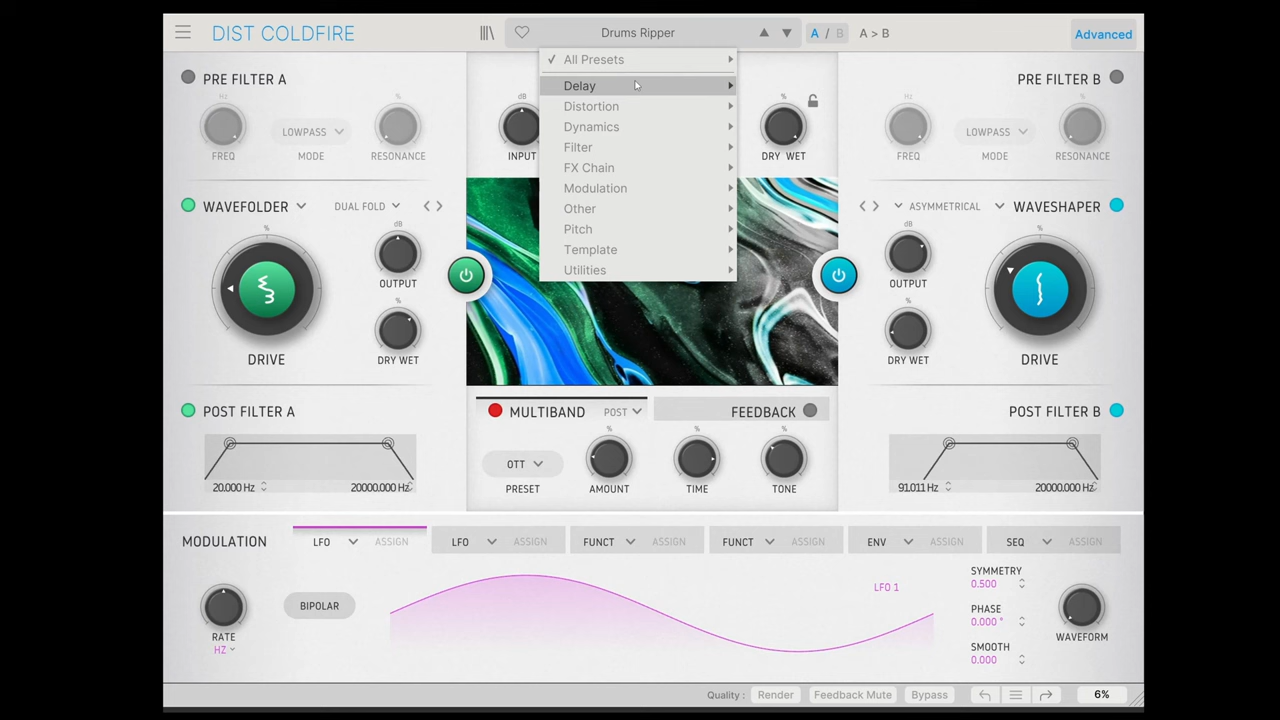 DIST COLDFIRE
Drums Ripper
A / B
A > B
Advanced
✓ All Presets
Delay
Distortion
Dynamics
Filter
FX Chain
Modulation
Other
Pitch
Template
Utilities
PRE FILTER A
Hz
FREQ
LOWPASS
MODE
%
RESONANCE
dB
INPUT
%
DRY WET
PRE FILTER B
Hz
FREQ
LOWPASS
MODE
%
RESONANCE
WAVEFOLDER
DUAL FOLD
< >
%
DRIVE
dB
OUTPUT
%
DRY WET
< >
ASYMMETRICAL
WAVESHAPER
dB
OUTPUT
%
DRY WET
%
DRIVE
POST FILTER A
20.000 Hz
20000.000 Hz
MULTIBAND
POST
FEEDBACK
OTT
PRESET
%
AMOUNT
%
TIME
%
TONE
POST FILTER B
91.011 Hz
20000.000 Hz
MODULATION
LFO
ASSIGN
LFO
ASSIGN
FUNCT
ASSIGN
FUNCT
ASSIGN
ENV
ASSIGN
SEQ
ASSIGN
RATE
HZ
BIPOLAR
LFO 1
SYMMETRY
0.500
PHASE
0.000 °
SMOOTH
0.000
WAVEFORM
Quality :
Render
Feedback Mute
Bypass
6%